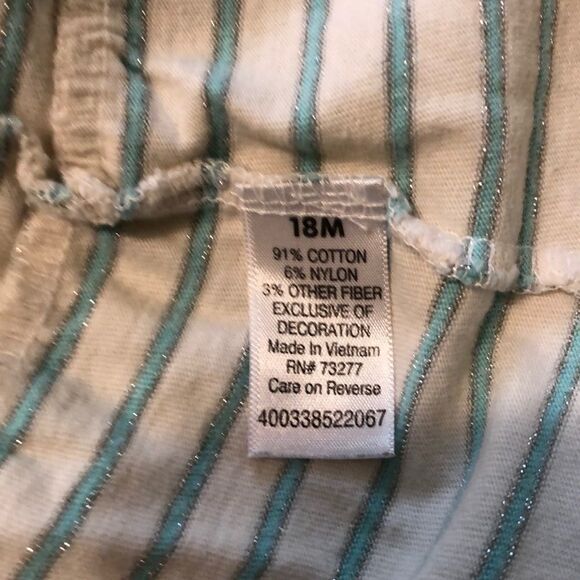 18M
91% COTTON
6% NYLON
3% OTHER FIBER
EXCLUSIVE OF
DECORATION
Made In Vietnam
RN# 73277
Care on Reverse
400338522067